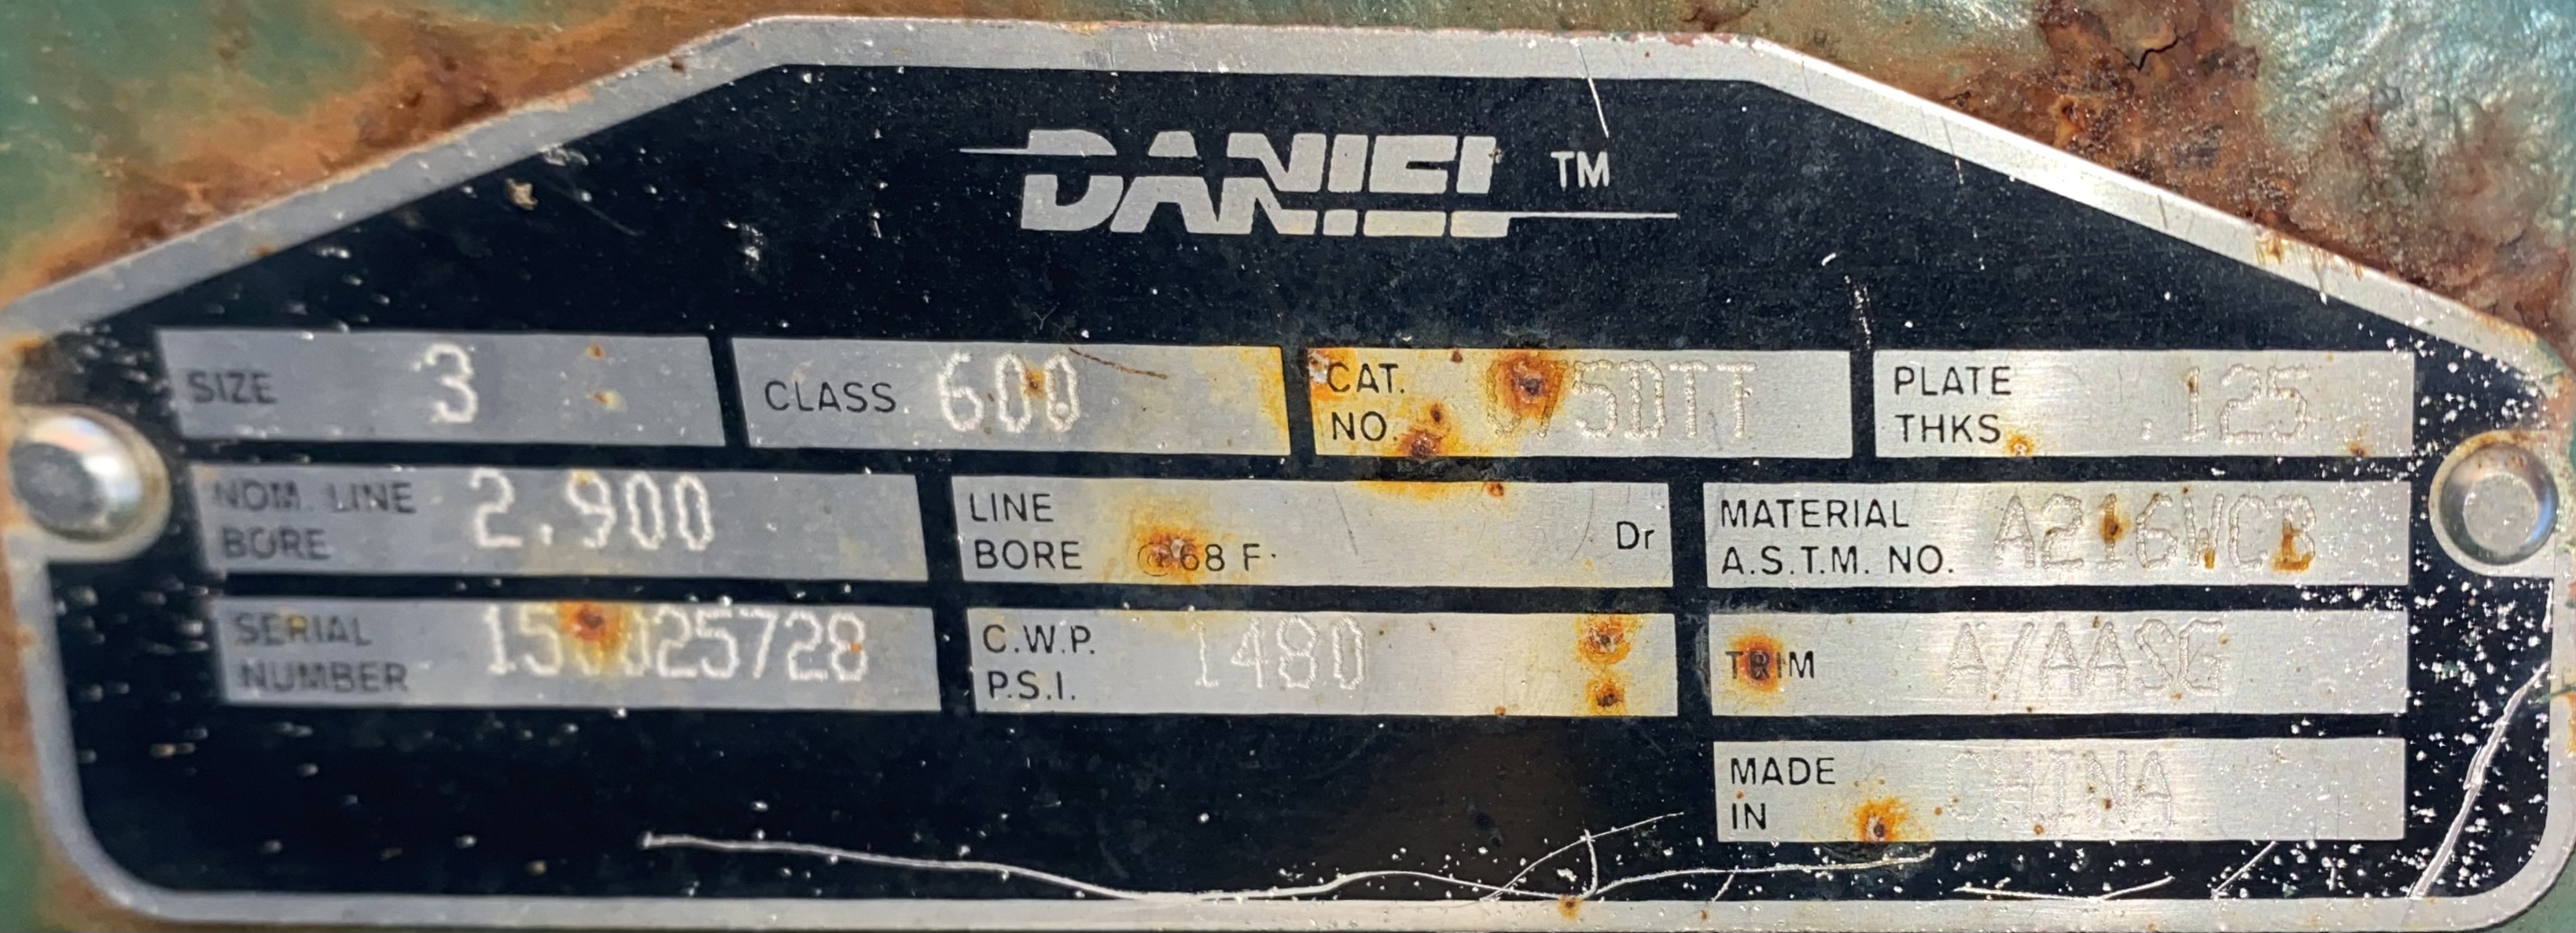 DANIEL TM
SIZE 3
CLASS 600
CAT. NO.
PLATE THKS .125
NOM. LINE BORE 2.900
LINE BORE @68 F. Dr
MATERIAL A.S.T.M. NO. A216WCB
SERIAL NUMBER
C.W.P. P.S.I. 1480
TRIM A/AASG
MADE IN CHINA